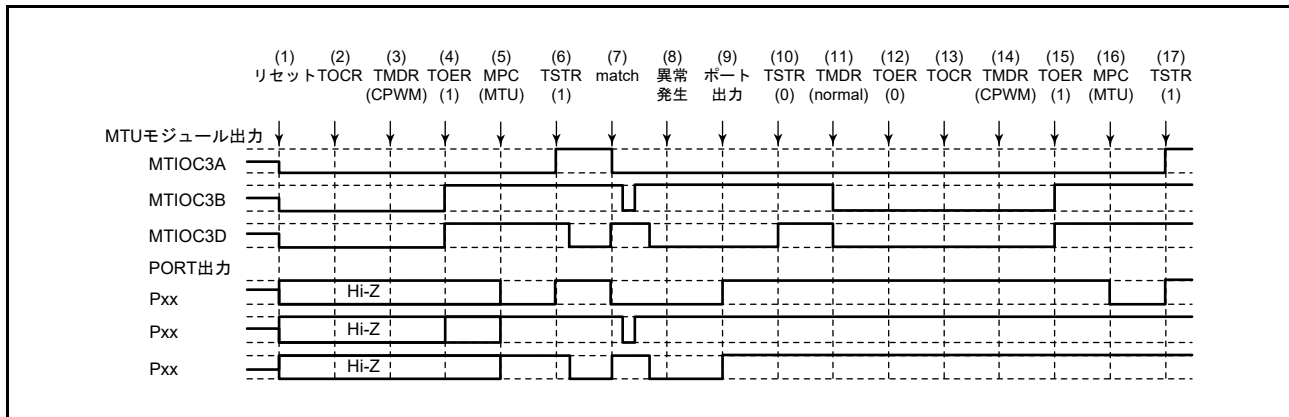 (1) (2) (3) (4) (5) (6) (7) (8) (9) (10) (11) (12) (13) (14) (15) (16) (17)
リセット TOCR TMDR TOER MPC TSTR match 異常 ポート TSTR TMDR TOER TOCR TMDR TOER MPC TSTR
(CPWM) (1) (MTU) (1) 発生 出力 (0) (normal) (0) (CPWM) (1) (MTU) (1)
MTUモジュール出力
MTIOC3A
MTIOC3B
MTIOC3D
PORT出力
Pxx Hi-Z
Pxx Hi-Z
Pxx Hi-Z